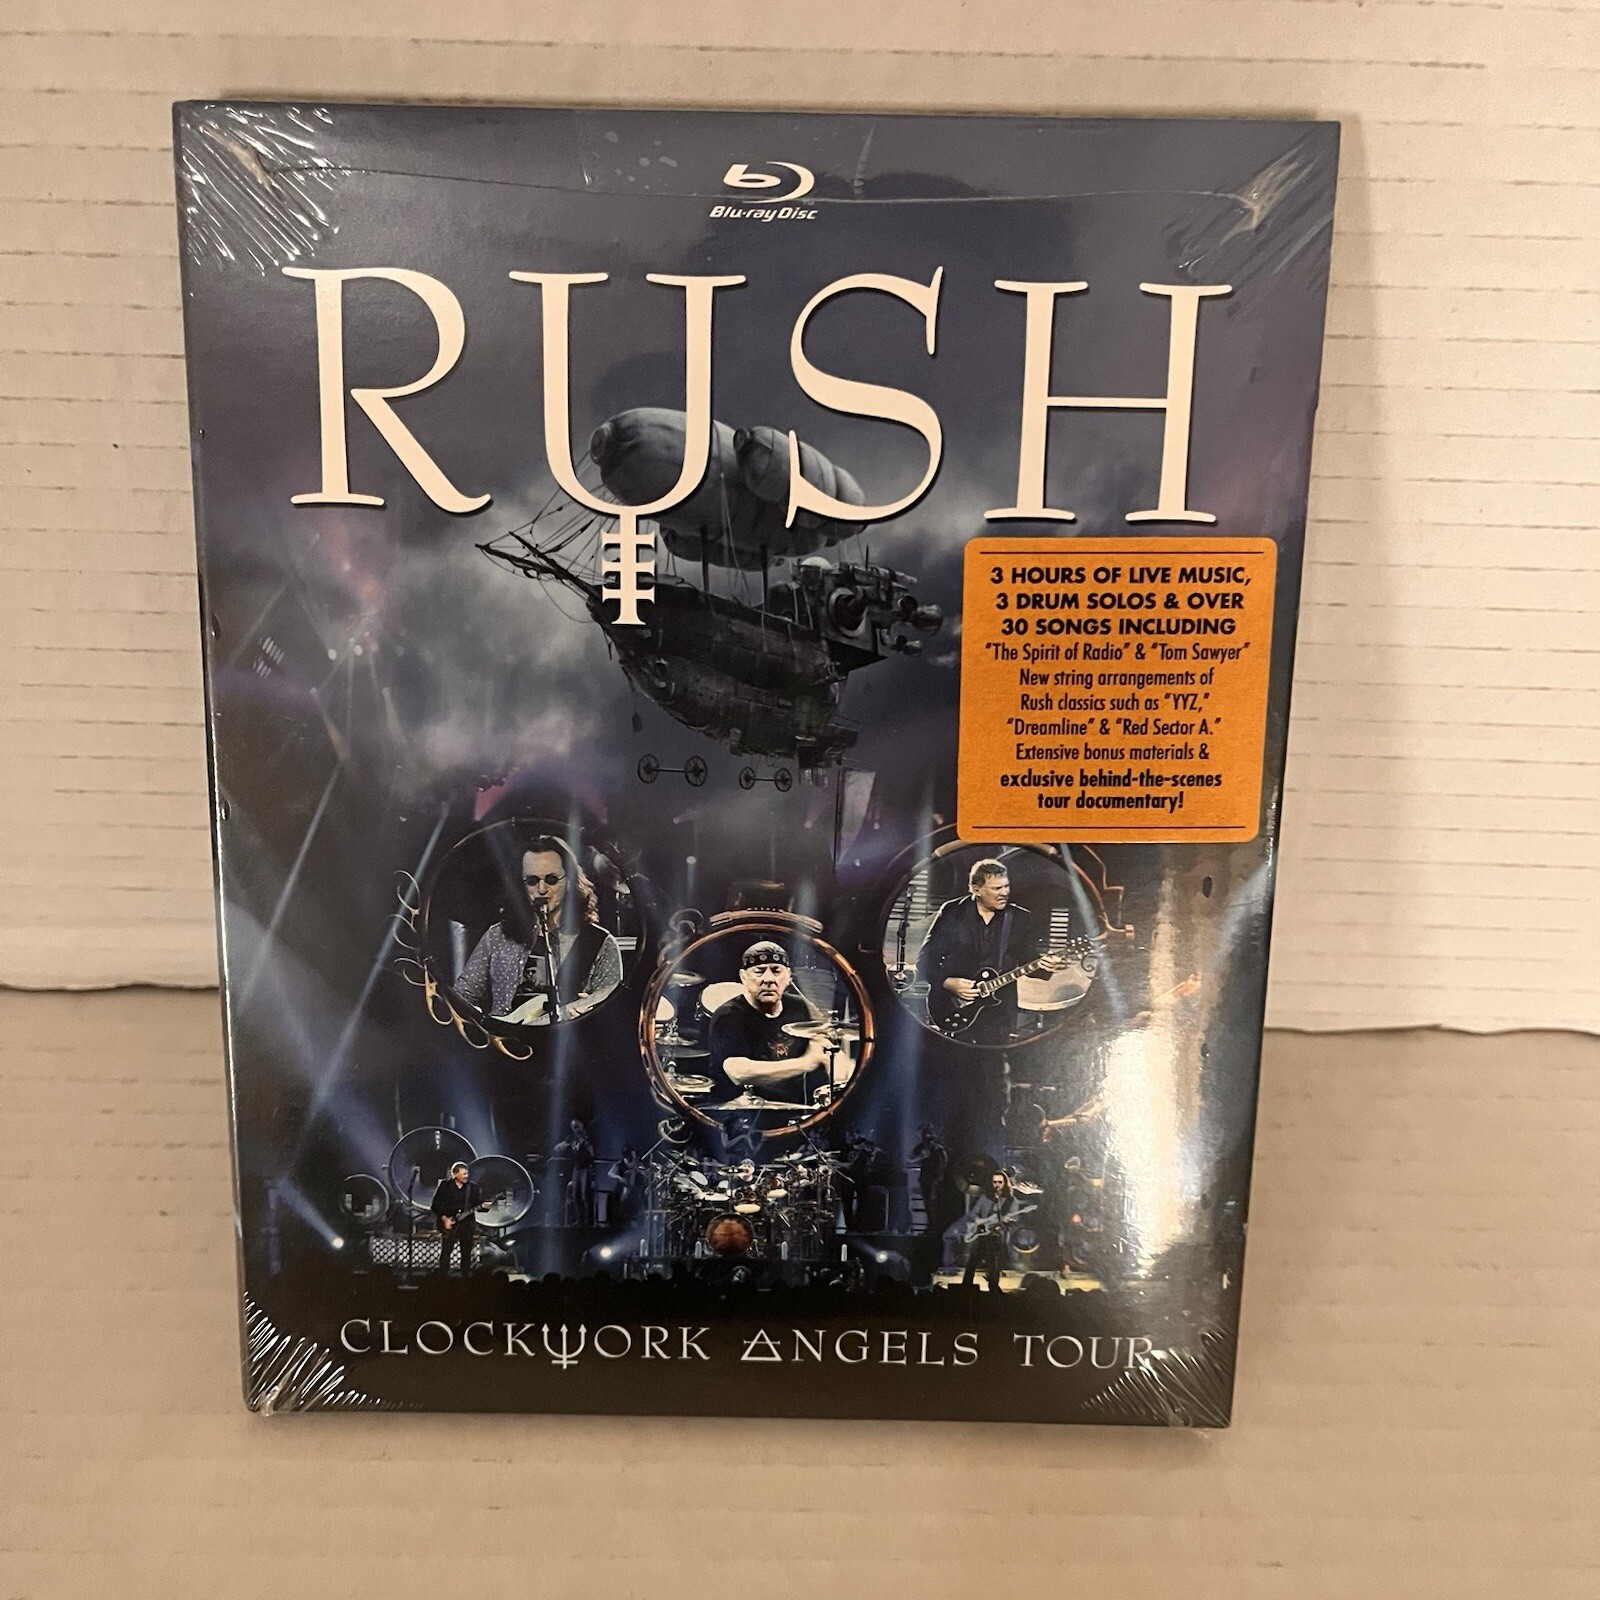 Blu-ray Disc
RUSH
3 HOURS OF LIVE MUSIC,
3 DRUM SOLOS & OVER
30 SONGS INCLUDING
"The Spirit of Radio" & "Tom Sawyer"
New string arrangements of
Rush classics such as "YYZ,"
"Dreamline" & "Red Sector A."
Extensive bonus materials &
exclusive behind-the-scenes
tour documentary!
CLOCKWORK ANGELS TOUR